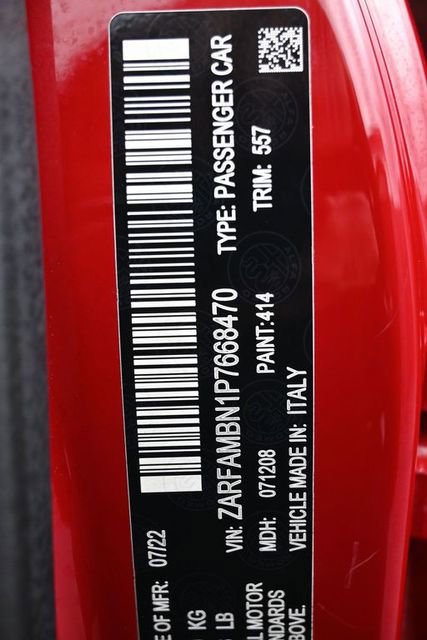 E OF MFR: 07/22
KG
LB
VIN: ZARFAMBN1P7668470 TYPE: PASSENGER CAR
MDH: 071208 PAINT:414 TRIM: 557
VEHICLE MADE IN: ITALY
MOTOR
NDARDS
BOVE.